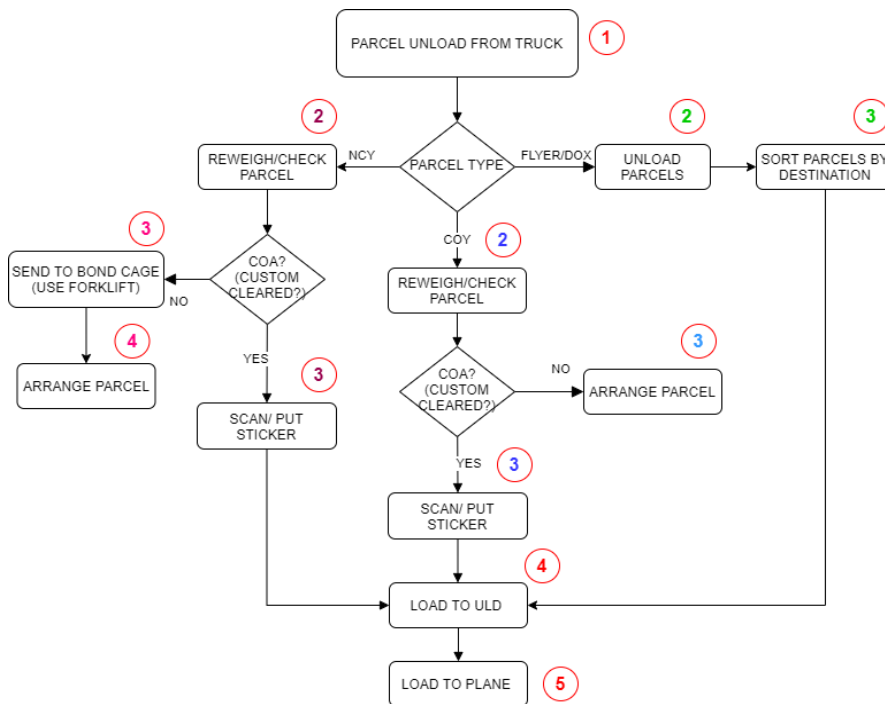 PARCEL UNLOAD FROM TRUCK
1
2
2
3
REWEIGH/CHECK
PARCEL
NCY
PARCEL TYPE
FLYER/DOX
UNLOAD
PARCELS
SORT PARCELS BY
DESTINATION
3
SEND TO BOND CAGE
(USE FORKLIFT)
NO
COA?
(CUSTOM
CLEARED?)
COY
2
REWEIGH/CHECK
PARCEL
4
ARRANGE PARCEL
YES
3
SCAN/ PUT
STICKER
COA?
(CUSTOM
CLEARED?)
NO
3
ARRANGE PARCEL
YES
3
SCAN/ PUT
STICKER
4
LOAD TO ULD
LOAD TO PLANE
5